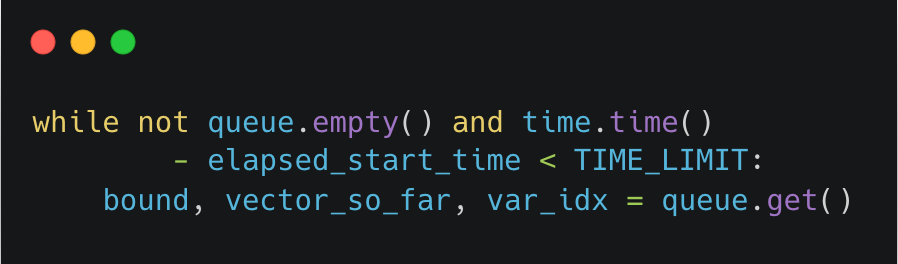 while not queue.empty() and time.time()
        - elapsed_start_time < TIME_LIMIT:
    bound, vector_so_far, var_idx = queue.get()